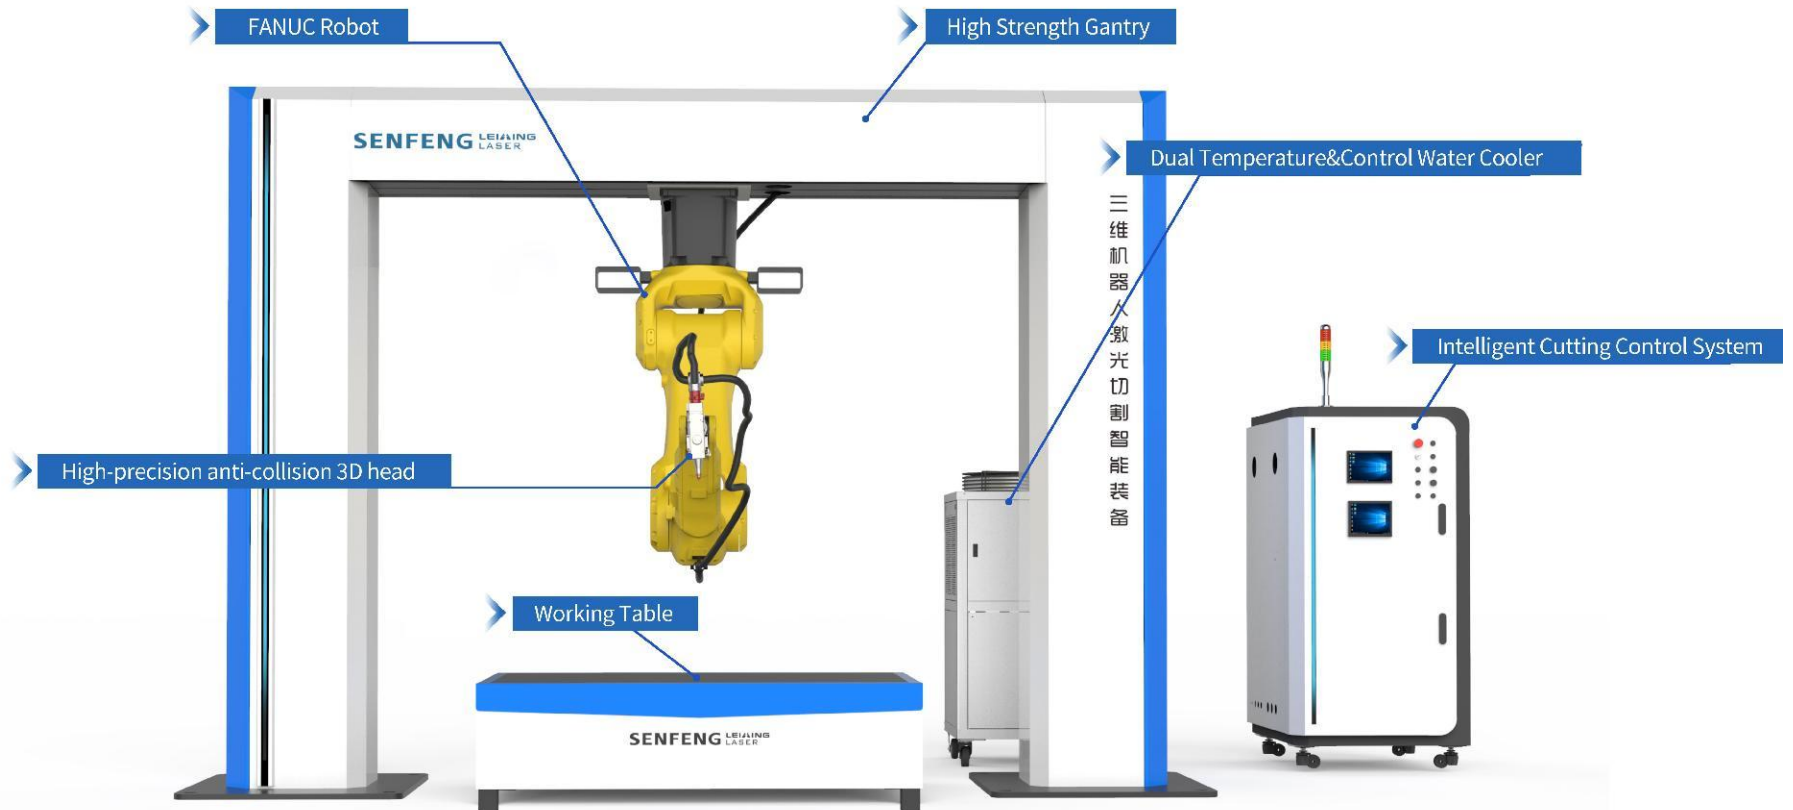 FANUC Robot
High Strength Gantry
SENFENG LEIMING LASER
Dual Temperature&Control Water Cooler
三维机器人激光切割智能装备
Intelligent Cutting Control System
High-precision anti-collision 3D head
Working Table
SENFENG LEIMING LASER